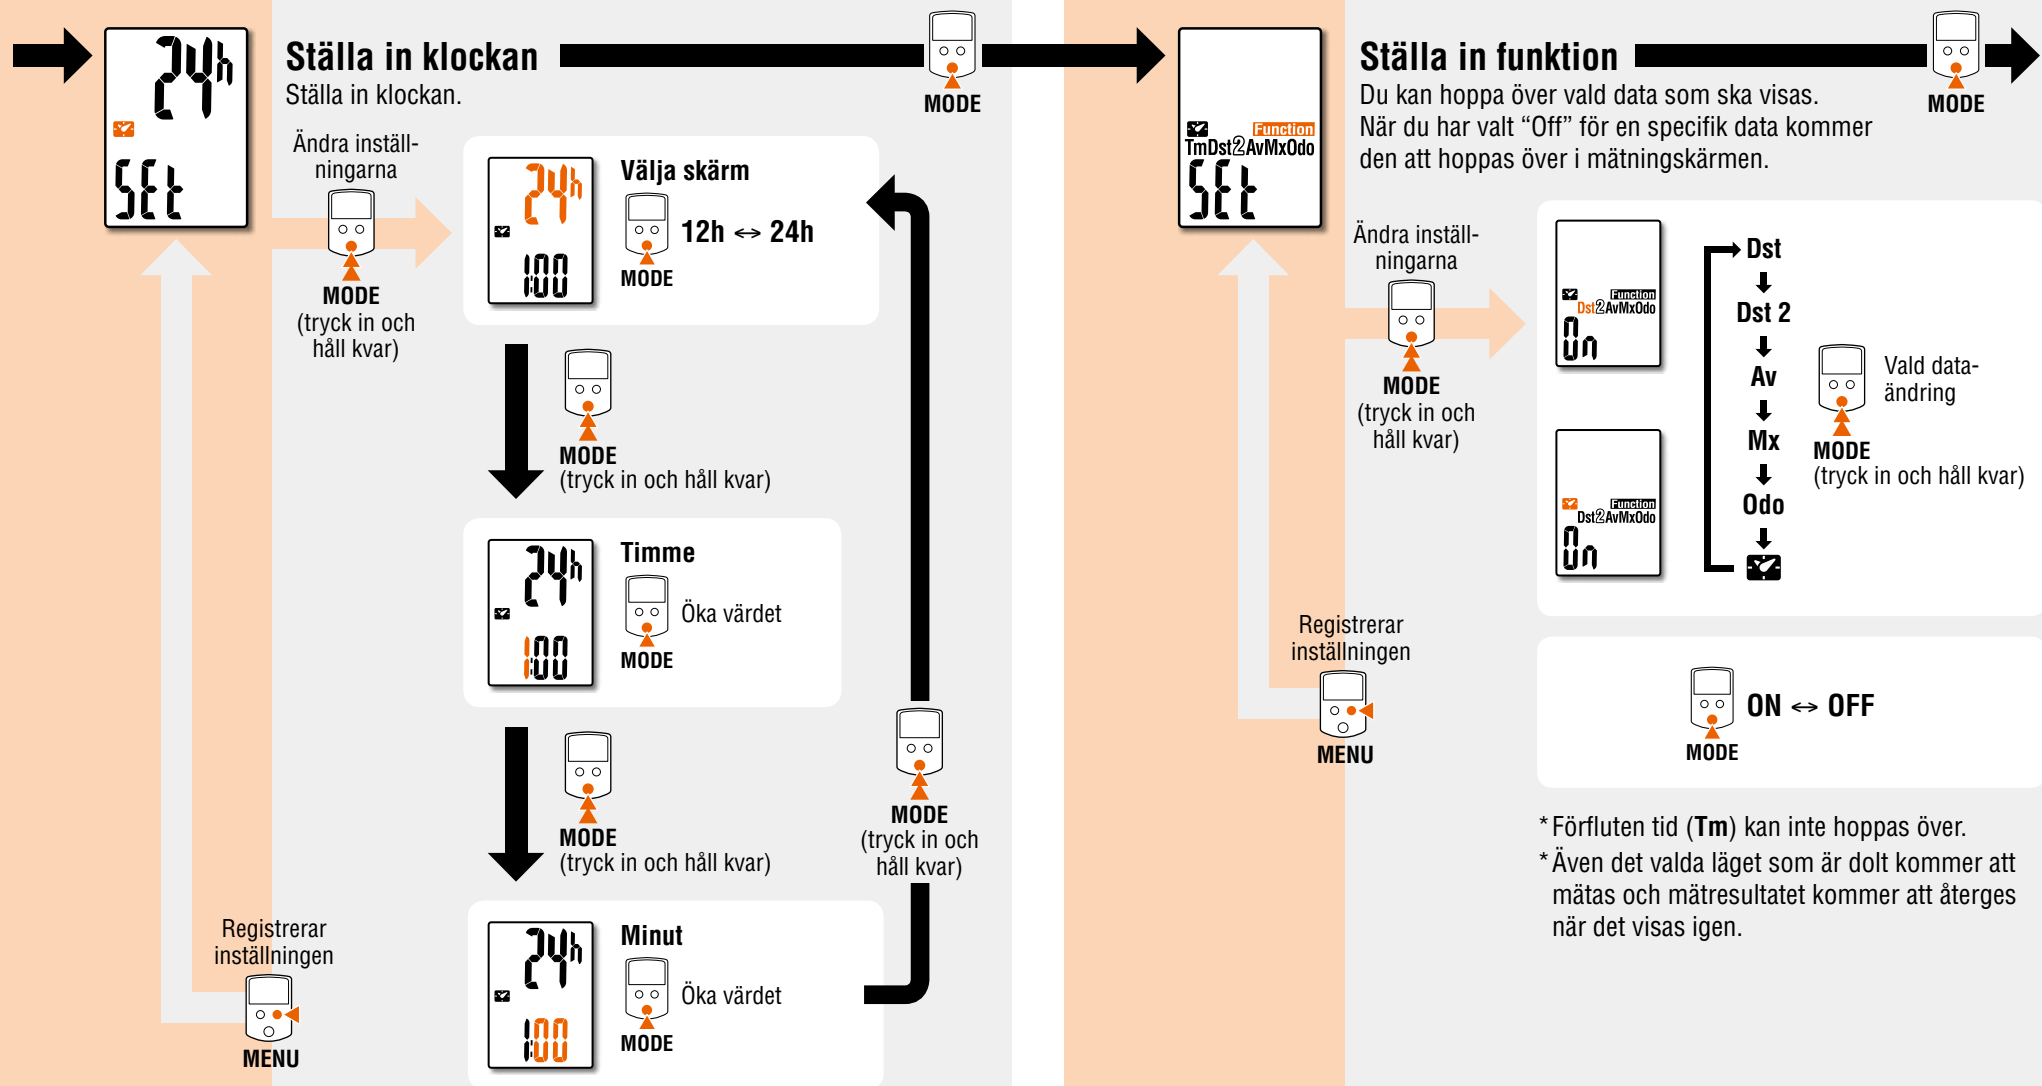 24h
SEt
Ställa in klockan
Ställa in klockan.
MODE
Ändra inställ-
ningarna
MODE
(tryck in och
håll kvar)
24h
1:00
Välja skärm
12h ↔ 24h
MODE
MODE
(tryck in och håll kvar)
24h
1:00
Timme
Öka värdet
MODE
MODE
(tryck in och håll kvar)
24h
1:00
Minut
Öka värdet
MODE
MODE
(tryck in och
håll kvar)
Registrerar
inställningen
MENU
Function
TmDst2AvMxOdo
SEt
Ställa in funktion
Du kan hoppa över vald data som ska visas.
När du har valt “Off” för en specifik data kommer
den att hoppas över i mätningskärmen.
MODE
Ändra inställ-
ningarna
MODE
(tryck in och
håll kvar)
Function
Dst2AvMxOdo
On
Function
Dst2AvMxOdo
On
Dst
Dst 2
Av
Mx
Odo
Vald data-
ändring
MODE
(tryck in och håll kvar)
Registrerar
inställningen
MENU
ON ↔ OFF
MODE
* Förfluten tid (Tm) kan inte hoppas över.
* Även det valda läget som är dolt kommer att
mätas och mätresultatet kommer att återges
när det visas igen.